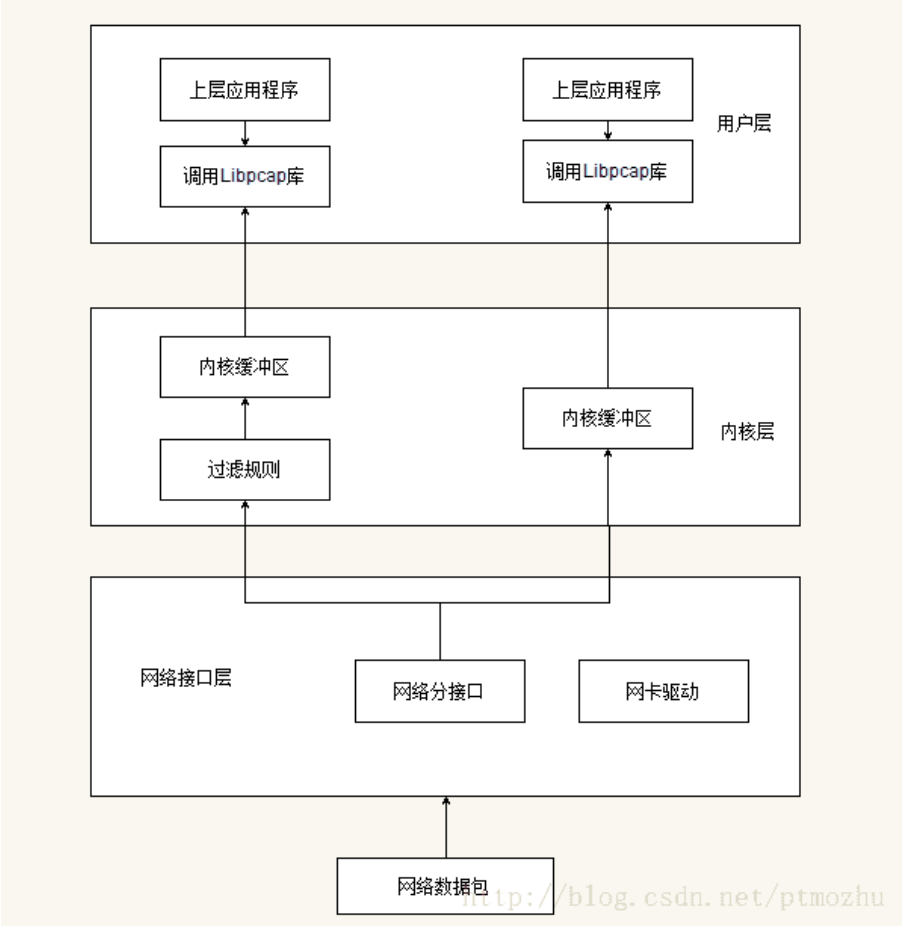 上层应用程序
上层应用程序
用户层
调用Libpcap库
调用Libpcap库
内核缓冲区
内核缓冲区
内核层
过滤规则
网络接口层
网络分接口
网卡驱动
网络数据包
http://blog.csdn.net/ptmozhu